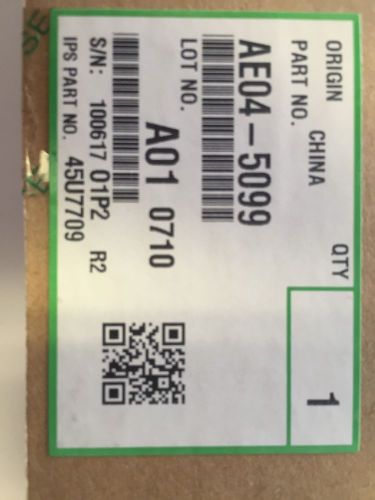 ORIGIN CHINA QTY
PART NO. 1
AE04-5099
LOT NO.
A01 0710
S/N: 100617 01P2 R2
IPS PART NO. 45U7709